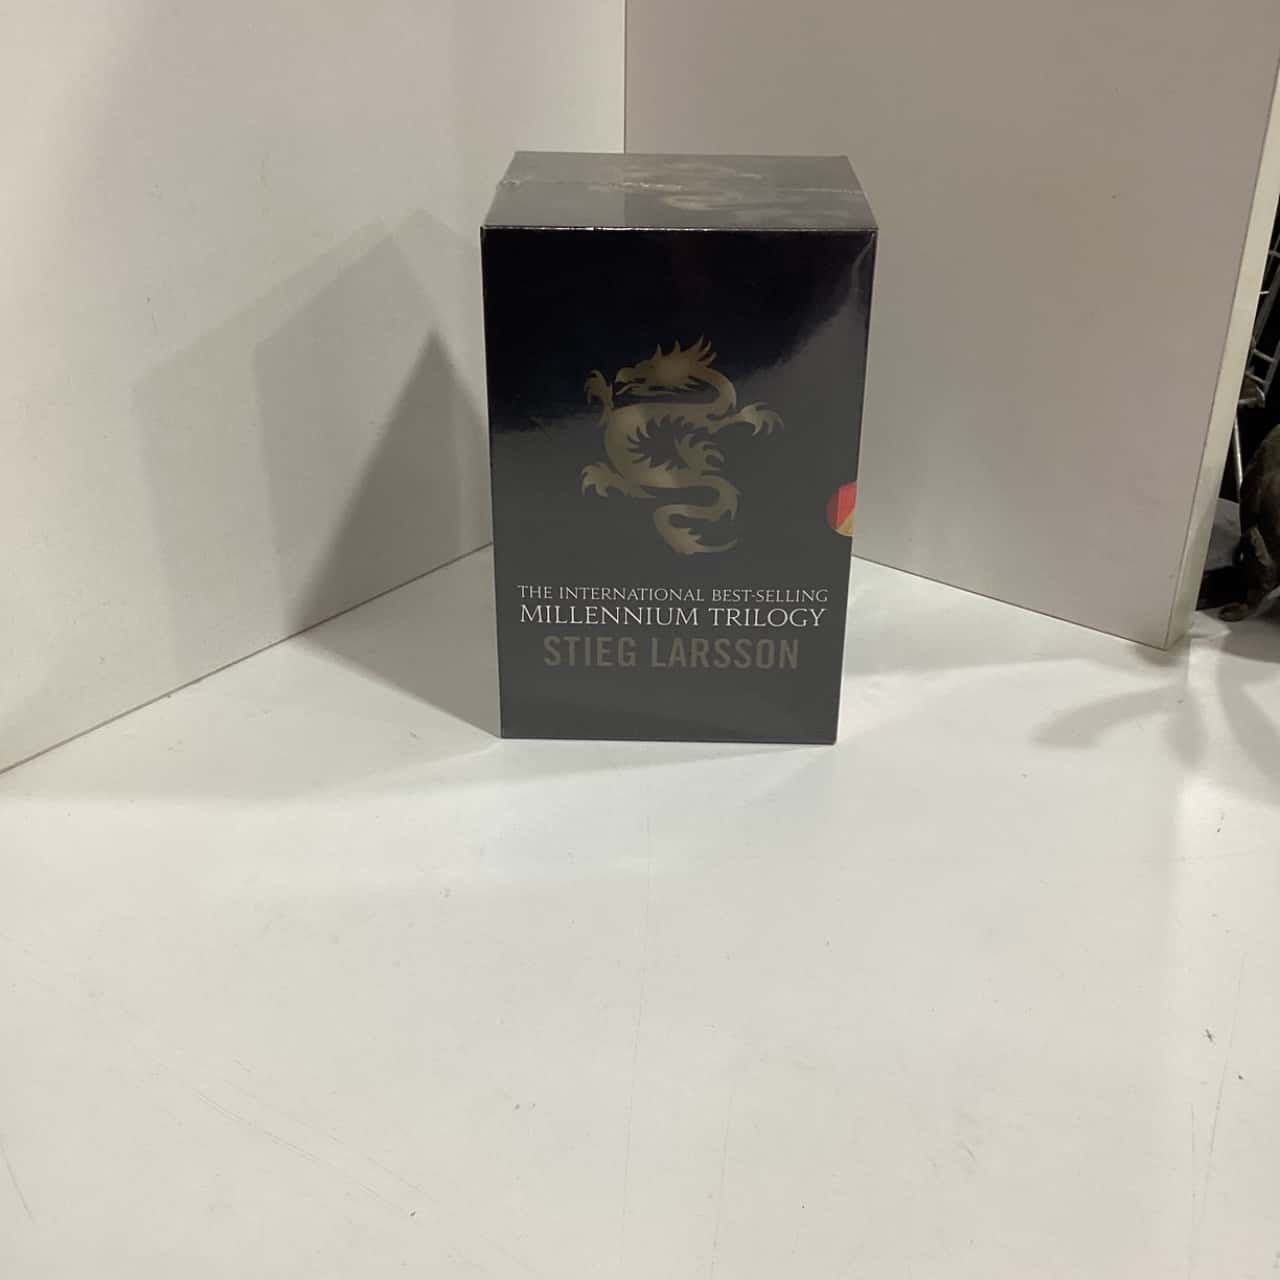 THE INTERNATIONAL BEST-SELLING
MILLENNIUM TRILOGY
STIEG LARSSON